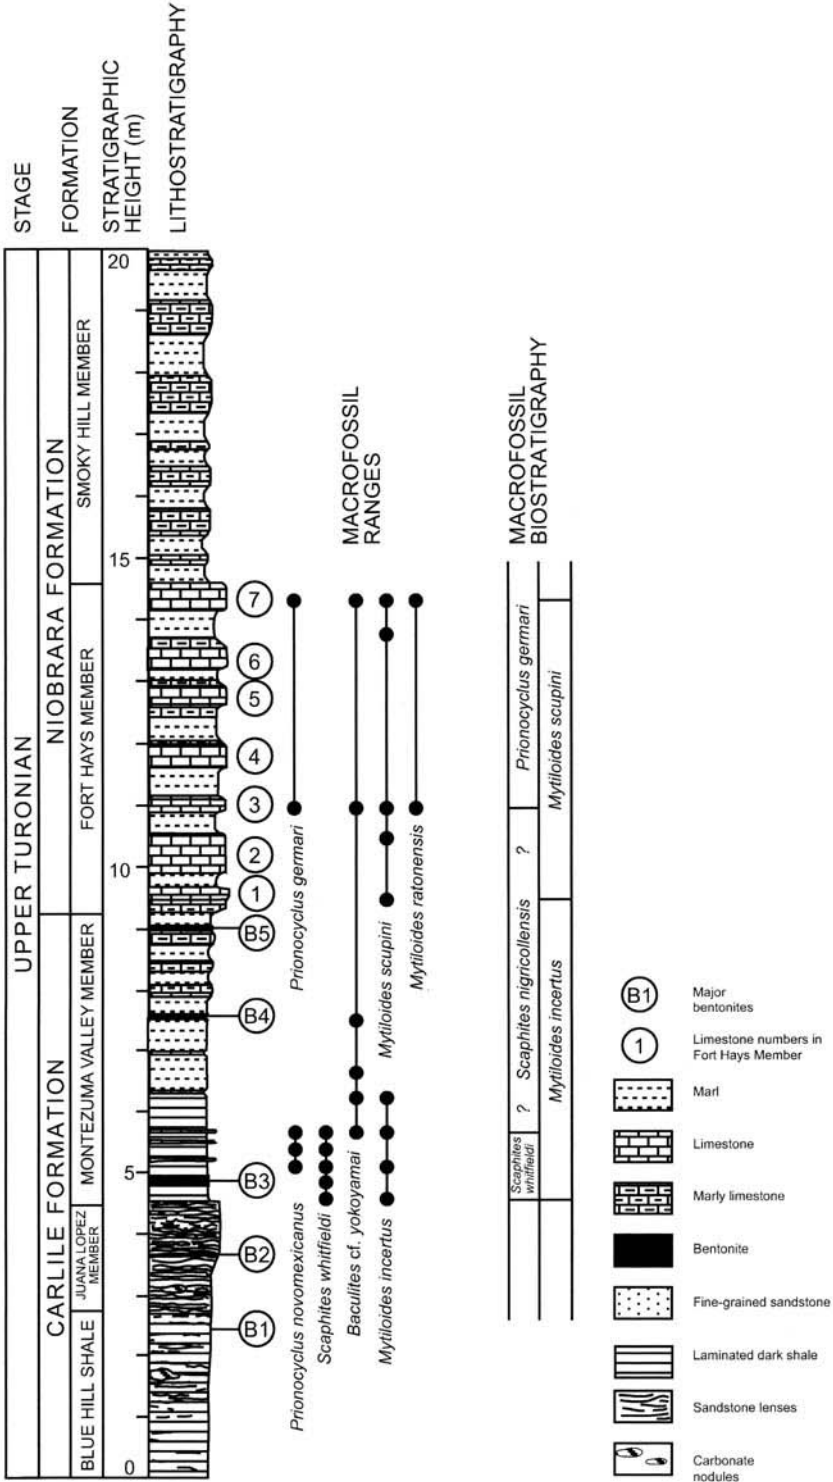 STAGE
FORMATION
STRATIGRAPHIC
HEIGHT (m)
LITHOSTRATIGRAPHY
UPPER TURONIAN
NIOBRARA FORMATION
CARLILE FORMATION
SMOKY HILL MEMBER
FORT HAYS MEMBER
MONTEZUMA VALLEY MEMBER
JUANA LOPEZ
MEMBER
BLUE HILL SHALE
20
15
10
5
0
7
6
5
4
3
2
1
B5
B4
B3
B2
B1
MACROFOSSIL
RANGES
Prionocyclus germari
Mytiloides scupini
Mytiloides ratonensis
Prionocyclus novomexicanus
Scaphites whitfieldi
Baculites cf. yokoyamai
Mytiloides incertus
MACROFOSSIL
BIOSTRATIGRAPHY
Prionocyclus germari
?
Scaphites nigricollensis
?
Scaphites
whitfieldi
Mytiloides scupini
Mytiloides incertus
B1
Major
bentonites
1
Limestone numbers in
Fort Hays Member
Marl
Limestone
Marly limestone
Bentonite
Fine-grained sandstone
Laminated dark shale
Sandstone lenses
Carbonate
nodules